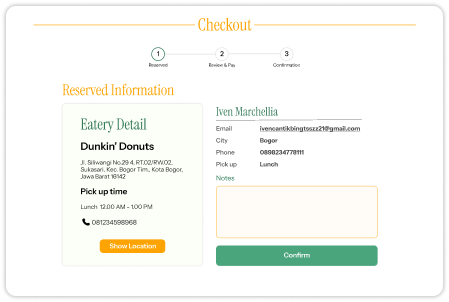 Checkout
1 2 3
Reserved Review & Pay Confirmation
Reserved Information
Eatery Detail
Dunkin' Donuts
Jl. Siliwangi No.29 4, RT.02/RW.02,
Sukasari, Kec. Bogor Tim., Kota Bogor,
Jawa Barat 16142
Pick up time
Lunch 12.00 AM - 1.00 PM
081234598968
Show Location
Iven Marchellia
Email ivencantikbingtsszz21@gmail.com
City Bogor
Phone 0898234778111
Pick up Lunch
Notes
Confirm